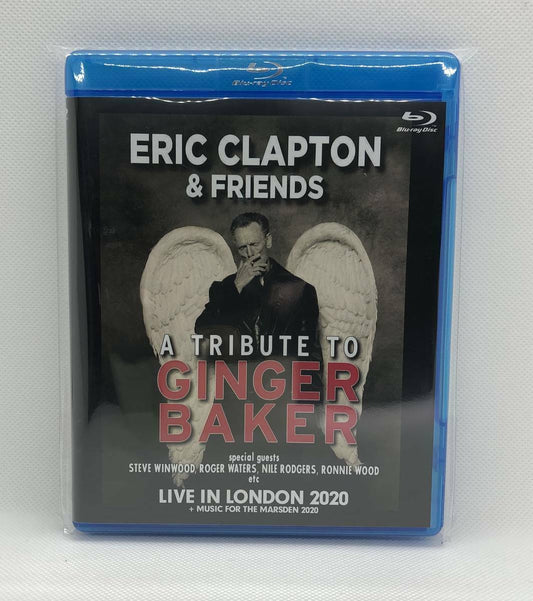 Blu-ray Disc
Blu-ray Disc
ERIC CLAPTON
& FRIENDS
A TRIBUTE TO
GINGER
BAKER
special guests
STEVE WINWOOD, ROGER WATERS, NILE RODGERS, RONNIE WOOD
etc
LIVE IN LONDON 2020
+ MUSIC FOR THE MARSDEN 2020